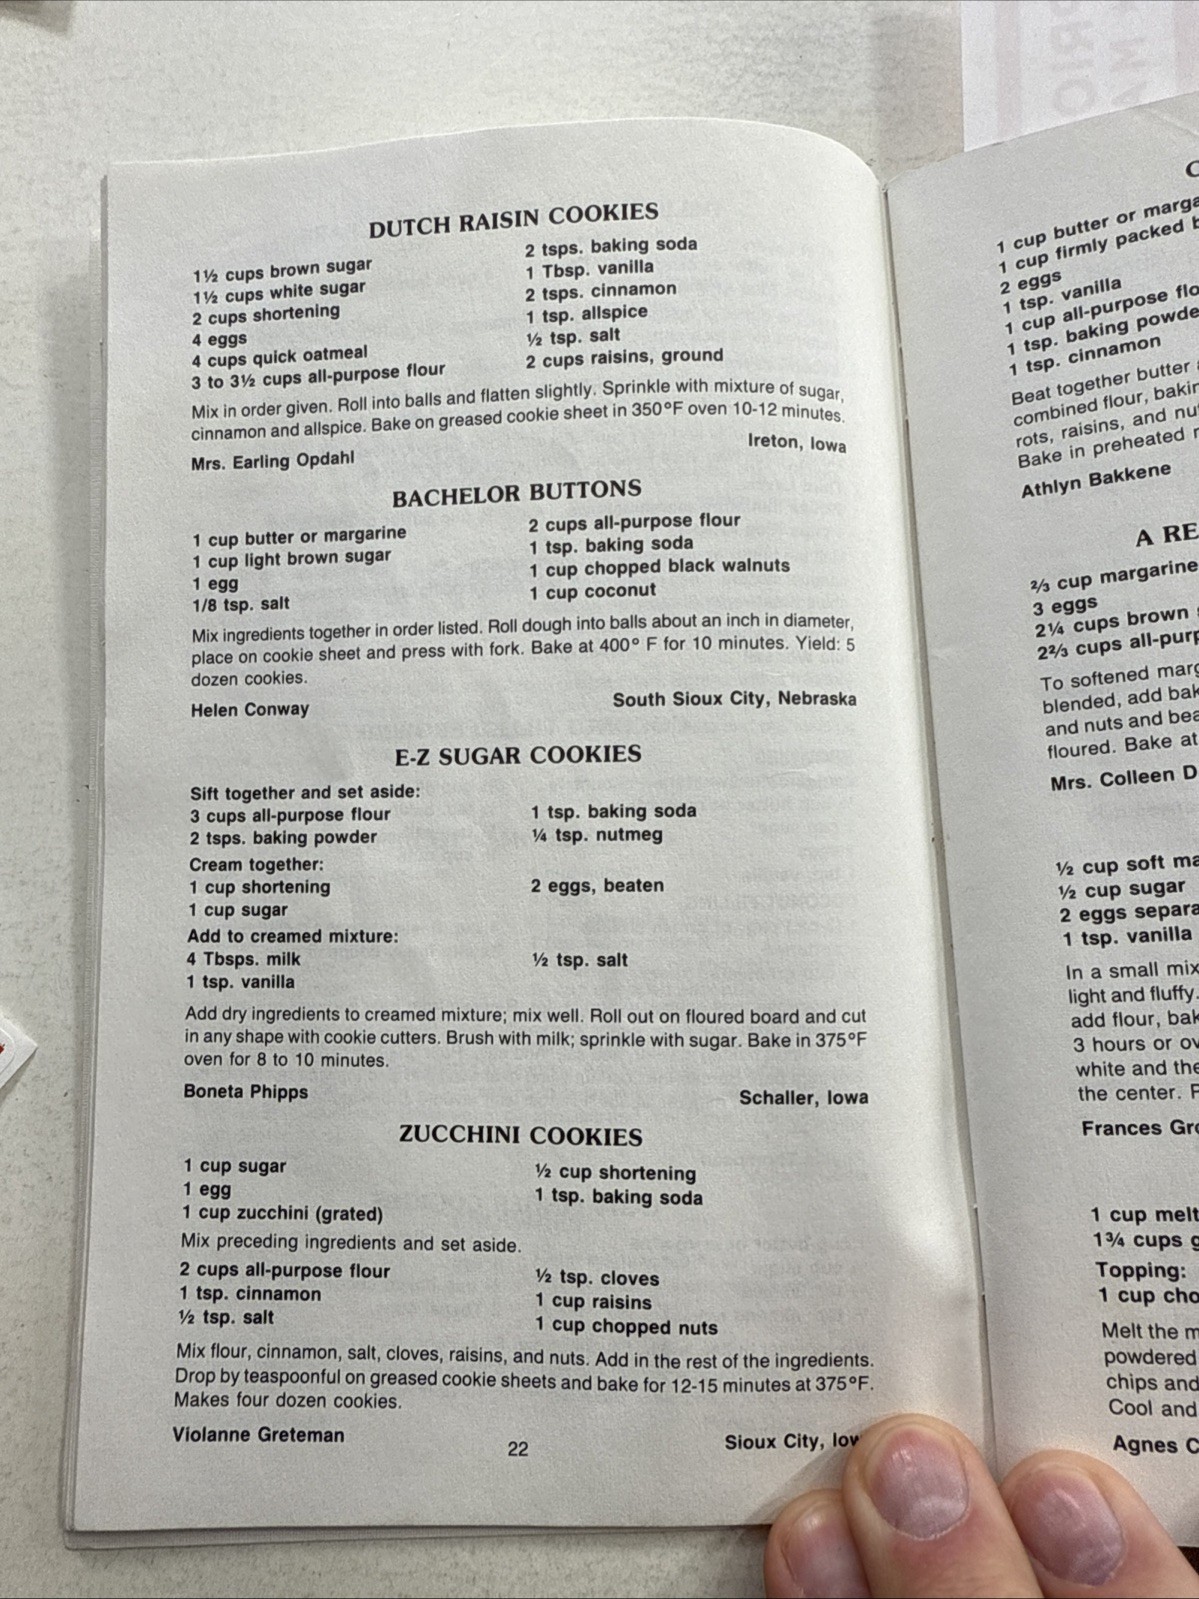 DUTCH RAISIN COOKIES
1½ cups brown sugar
1½ cups white sugar
2 cups shortening
4 eggs
4 cups quick oatmeal
3 to 3½ cups all-purpose flour
2 tsps. baking soda
1 Tbsp. vanilla
2 tsps. cinnamon
1 tsp. allspice
½ tsp. salt
2 cups raisins, ground
Mix in order given. Roll into balls and flatten slightly. Sprinkle with mixture of sugar,
cinnamon and allspice. Bake on greased cookie sheet in 350°F oven 10-12 minutes.
Mrs. Earling Opdahl
Ireton, Iowa
BACHELOR BUTTONS
1 cup butter or margarine
1 cup light brown sugar
1 egg
1/8 tsp. salt
2 cups all-purpose flour
1 tsp. baking soda
1 cup chopped black walnuts
1 cup coconut
Mix ingredients together in order listed. Roll dough into balls about an inch in diameter,
place on cookie sheet and press with fork. Bake at 400° F for 10 minutes. Yield: 5
dozen cookies.
Helen Conway
South Sioux City, Nebraska
E-Z SUGAR COOKIES
Sift together and set aside:
3 cups all-purpose flour
2 tsps. baking powder
1 tsp. baking soda
¼ tsp. nutmeg
Cream together:
1 cup shortening
1 cup sugar
2 eggs, beaten
Add to creamed mixture:
4 Tbsps. milk
1 tsp. vanilla
½ tsp. salt
Add dry ingredients to creamed mixture; mix well. Roll out on floured board and cut
in any shape with cookie cutters. Brush with milk; sprinkle with sugar. Bake in 375°F
oven for 8 to 10 minutes.
Boneta Phipps
Schaller, Iowa
ZUCCHINI COOKIES
1 cup sugar
1 egg
1 cup zucchini (grated)
½ cup shortening
1 tsp. baking soda
Mix preceding ingredients and set aside.
2 cups all-purpose flour
1 tsp. cinnamon
½ tsp. salt
½ tsp. cloves
1 cup raisins
1 cup chopped nuts
Mix flour, cinnamon, salt, cloves, raisins, and nuts. Add in the rest of the ingredients.
Drop by teaspoonful on greased cookie sheets and bake for 12-15 minutes at 375°F.
Makes four dozen cookies.
Violanne Greteman
Sioux City,
22
1 cup butter or
1 cup firmly packed
2 eggs
1 tsp. vanilla
1 cup all-purpose
1 tsp. baking
1 tsp. cinnamon
Beat together butter
combined flour,
raisins, and
Bake in preheated
Athlyn Bakkene
A
⅔ cup margarine
3 eggs
2¼ cups brown
2⅔ cups
To softened
blended, add
and nuts and
floured. Bake at
Mrs. Colleen
½ cup soft
½ cup sugar
2 eggs
1 tsp. vanilla
In a small
light and fluffy.
add flour,
3 hours or
white and
the center.
Frances
1 cup
1¾ cups
Topping:
1 cup
Melt the
powdered
chips and
Cool and
Agnes